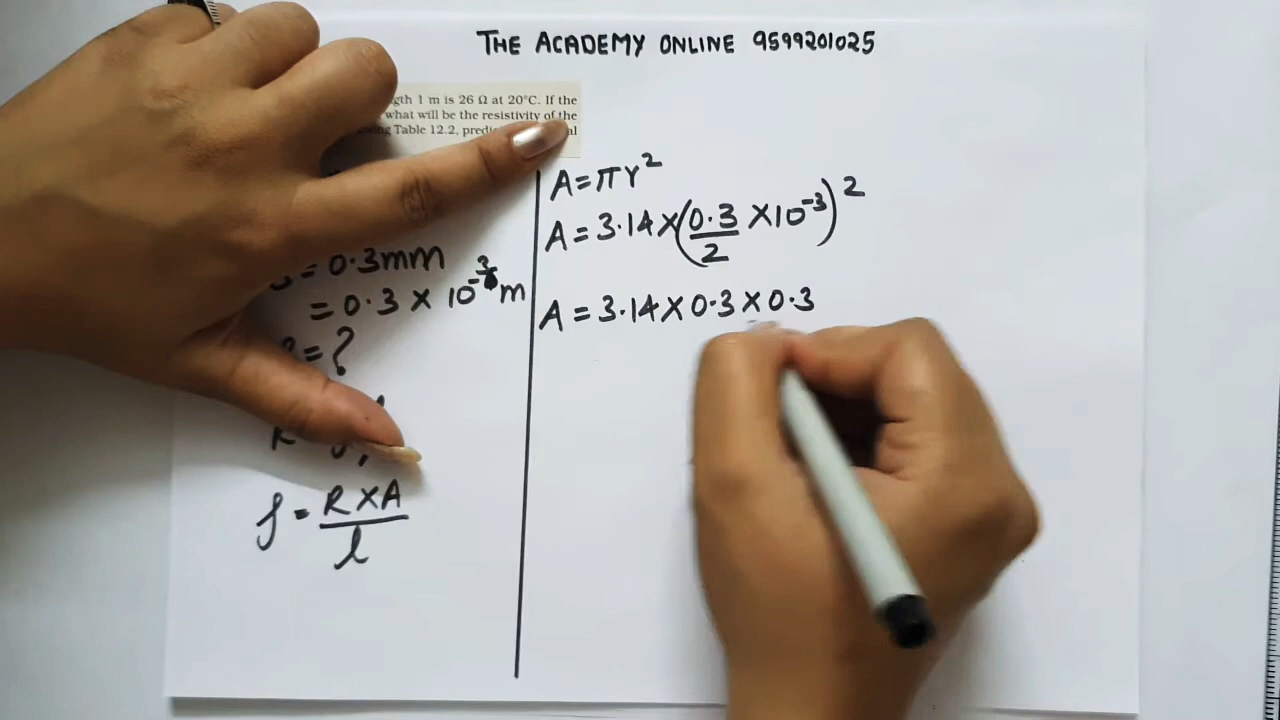 THE ACADEMY ONLINE 9599201025
gth 1 m is 26 Ω at 20°C. If the
what will be the resistivity of the
Table 12.2,
= 0.3mm
= 0.3 × 10⁻³ m
= ?
ρ = R × A / l
A = πr²
A = 3.14 × (0.3/2 × 10⁻³)²
A = 3.14 × 0.3 × 0.3